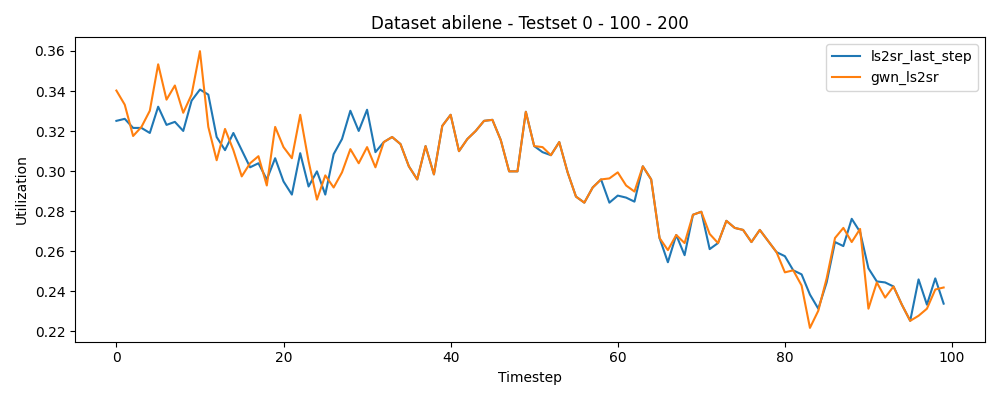 Dataset abilene - Testset 0 - 100 - 200
ls2sr_last_step
gwn_ls2sr
Utilization
0.36
0.34
0.32
0.30
0.28
0.26
0.24
0.22
0
20
40
60
80
100
Timestep